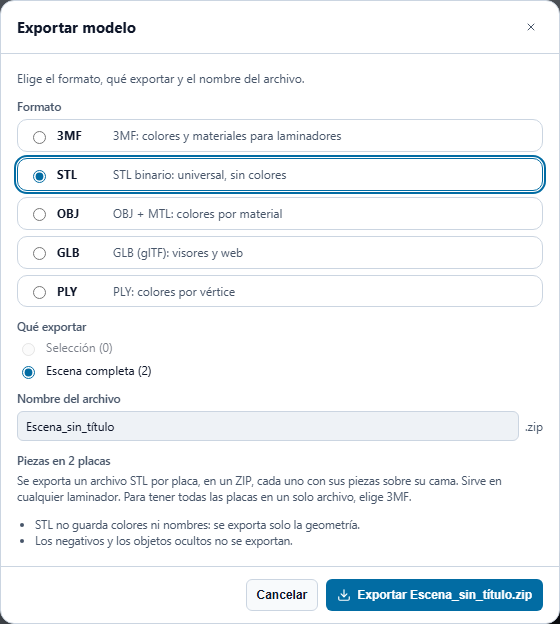 Exportar modelo
Elige el formato, qué exportar y el nombre del archivo.
Formato
3MF 3MF: colores y materiales para laminadores
STL STL binario: universal, sin colores
OBJ OBJ + MTL: colores por material
GLB GLB (glTF): visores y web
PLY PLY: colores por vértice
Qué exportar
Selección (0)
Escena completa (2)
Nombre del archivo
Escena_sin_título .zip
Piezas en 2 placas
Se exporta un archivo STL por placa, en un ZIP, cada uno con sus piezas sobre su cama. Sirve en
cualquier laminador. Para tener todas las placas en un solo archivo, elige 3MF.
• STL no guarda colores ni nombres: se exporta solo la geometría.
• Los negativos y los objetos ocultos no se exportan.
Cancelar Exportar Escena_sin_título.zip